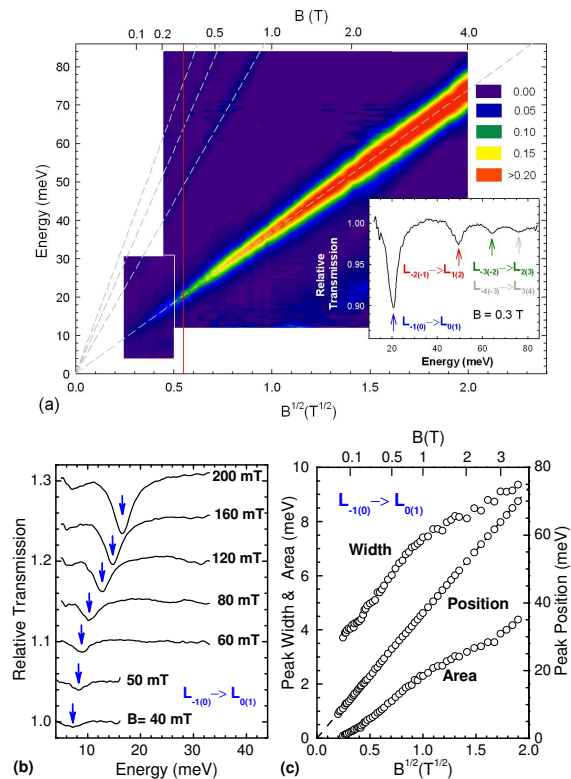 B (T)
0.1 0.2 0.5 1.0 2.0 4.0
80
70
60
50
40
30
20
10
0
Energy (meV)
0.00
0.05
0.10
0.15
>0.20
1.00
0.95
0.90
Relative
Transmission
L-2(-1)−>L1(2)
L-3(-2)−>L2(3)
L-4(-3)−>L3(4)
L-1(0)−>L0(1)
B = 0.3 T
20 40 60 80
Energy (meV)
0.0 0.5 1.0 1.5 2.0
B1/2(T1/2)
(a)
1.3
1.2
1.1
1.0
Relative Transmission
200 mT
160 mT
120 mT
80 mT
60 mT
50 mT
L-1(0)−> L0(1)
B= 40 mT
10 20 30 40
Energy (meV)
(b)
B(T)
0.1 0.5 1 2 3
10
8
6
4
2
0
Peak Width & Area (meV)
L-1(0)−> L0(1)
Width
Position
Area
80
60
40
20
0
Peak Position (meV)
0.0 0.5 1.0 1.5 2.0
B1/2(T1/2)
(c)